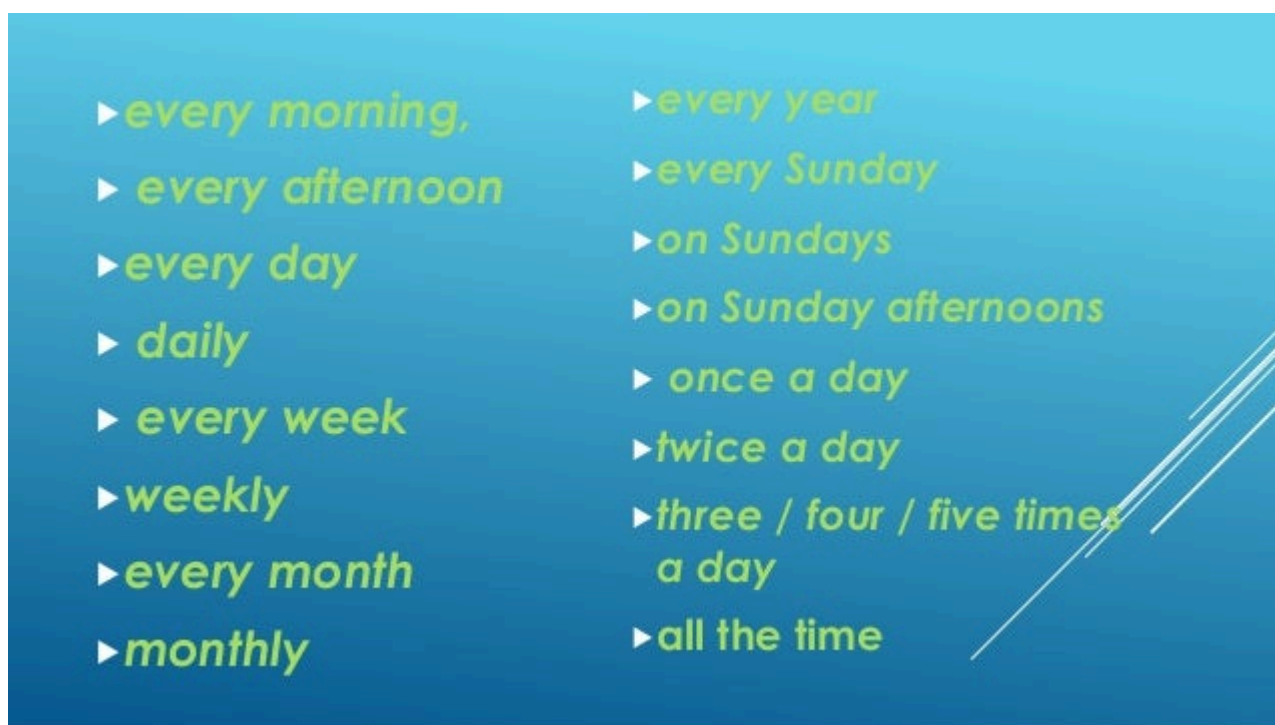 every morning,
every afternoon
every day
daily
every week
weekly
every month
monthly
every year
every Sunday
on Sundays
on Sunday afternoons
once a day
twice a day
three / four / five times
a day
all the time